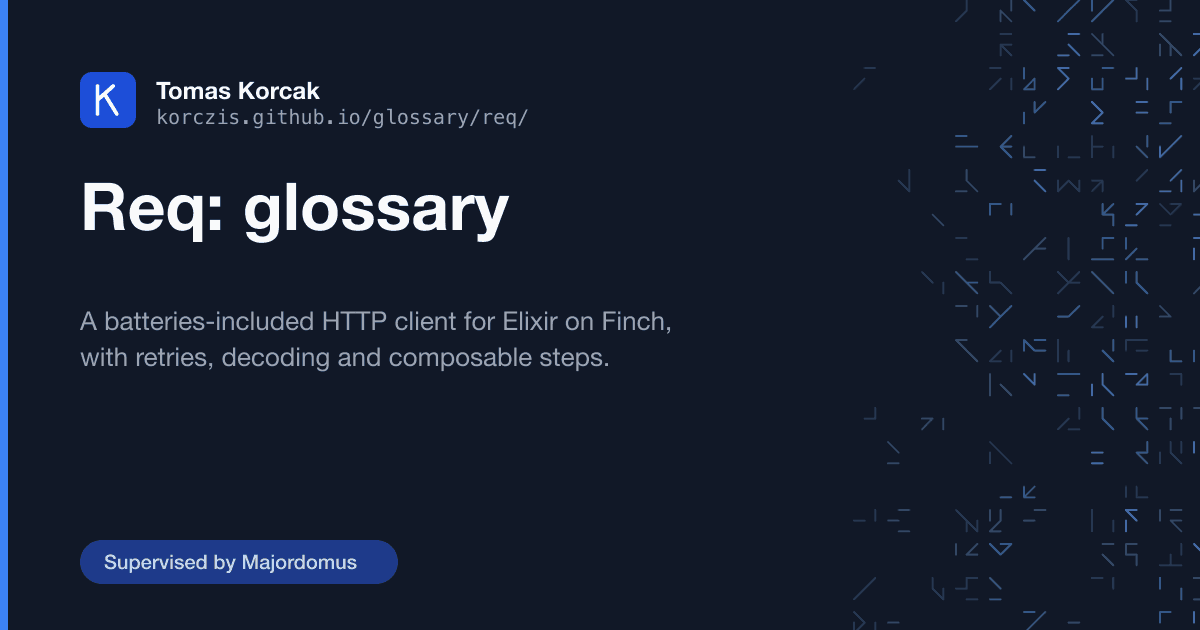 K
Tomas Korcak
korczis.github.io/glossary/req/
Req: glossary
A batteries-included HTTP client for Elixir on Finch,
with retries, decoding and composable steps.
Supervised by Majordomus